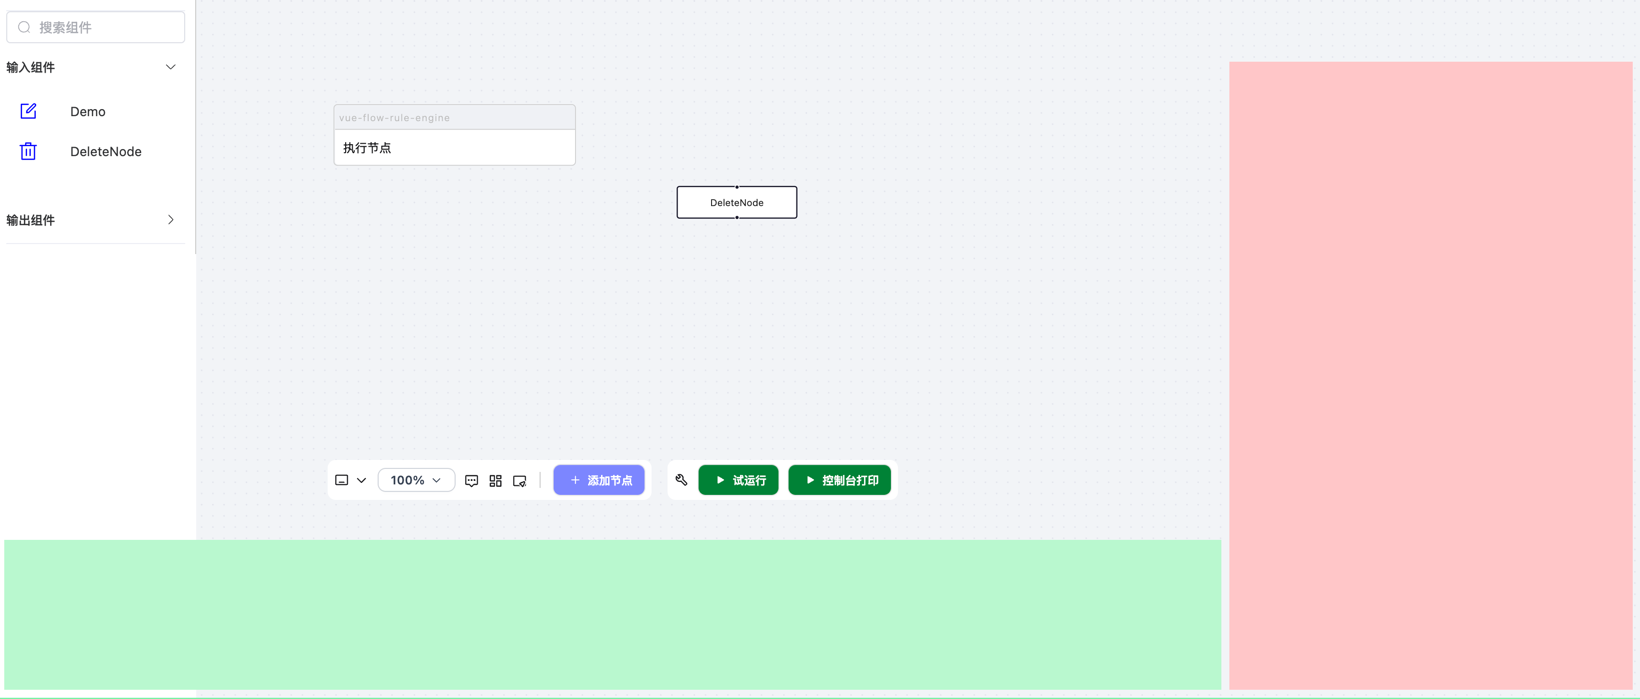 搜索组件
输入组件
Demo
DeleteNode
输出组件
vue-flow-rule-engine
执行节点
DeleteNode
100%
添加节点
试运行
控制台打印